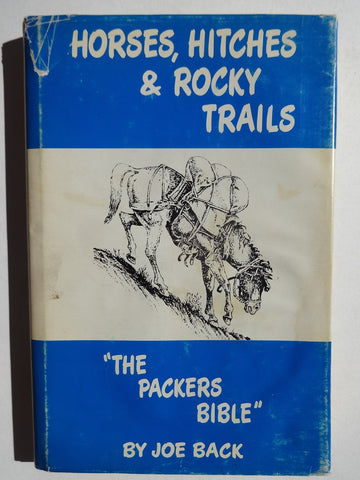 HORSES, HITCHES
& ROCKY
TRAILS
"THE
PACKERS
BIBLE"
BY JOE BACK